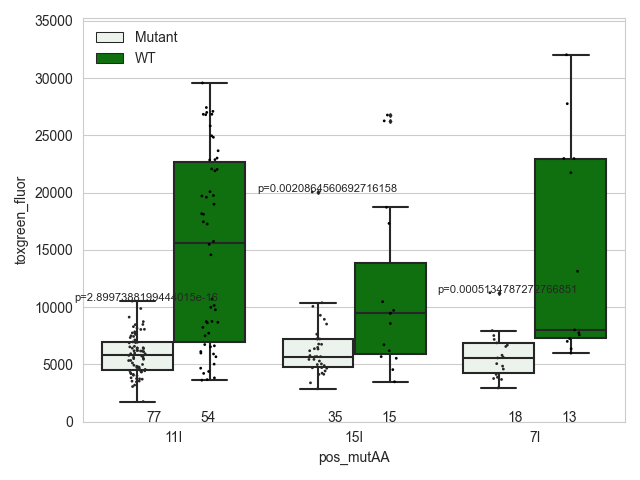 35000
30000
25000
20000
15000
10000
5000
0
toxgreen_fluor
Mutant
WT
p=2.8997388199444015e-16
p=0.0020864560692716158
p=0.0005134787272766851
77
54
35
15
18
13
11I
15I
7I
pos_mutAA